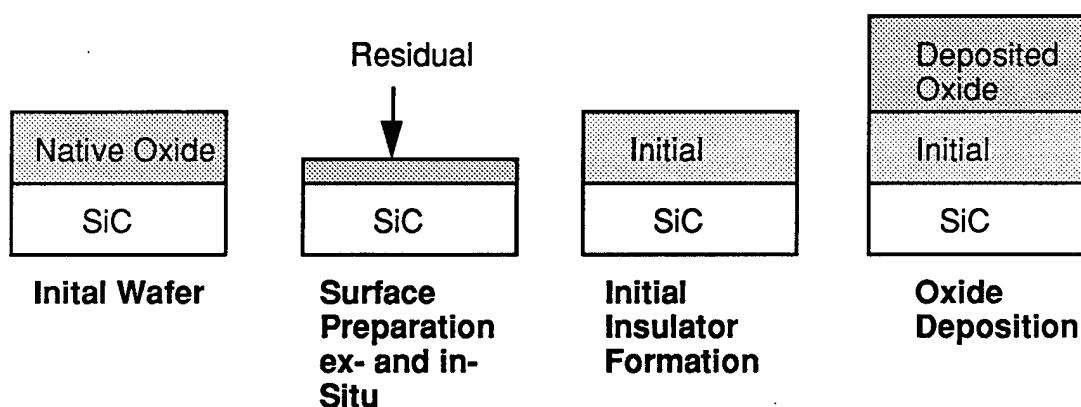 Residual
Native Oxide
SiC
SiC
Initial
SiC
Deposited
Oxide
Initial
SiC
Inital Wafer
Surface
Preparation
ex- and in-
Situ
Initial
Insulator
Formation
Oxide
Deposition